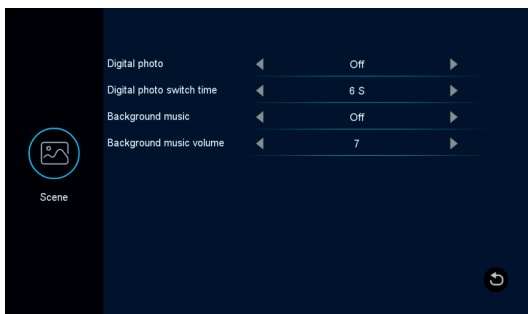 Digital photo Off
Digital photo switch time 6 S
Background music Off
Background music volume 7
Scene